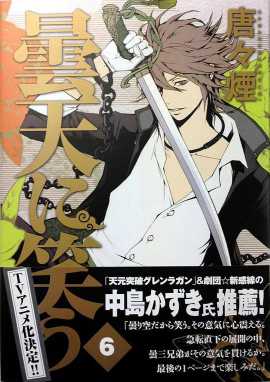 曇天に笑う
唐々煙
6
TVアニメ化決定!!
「天元突破グレンラガン」&劇団☆新感線の
中島かずき氏推薦!
「曇り空だから笑う。その意気に心震える。
急転直下の展開の中、
曇三兄弟がその意気を貫けるか。
最後の1ページまで楽しみだ。」